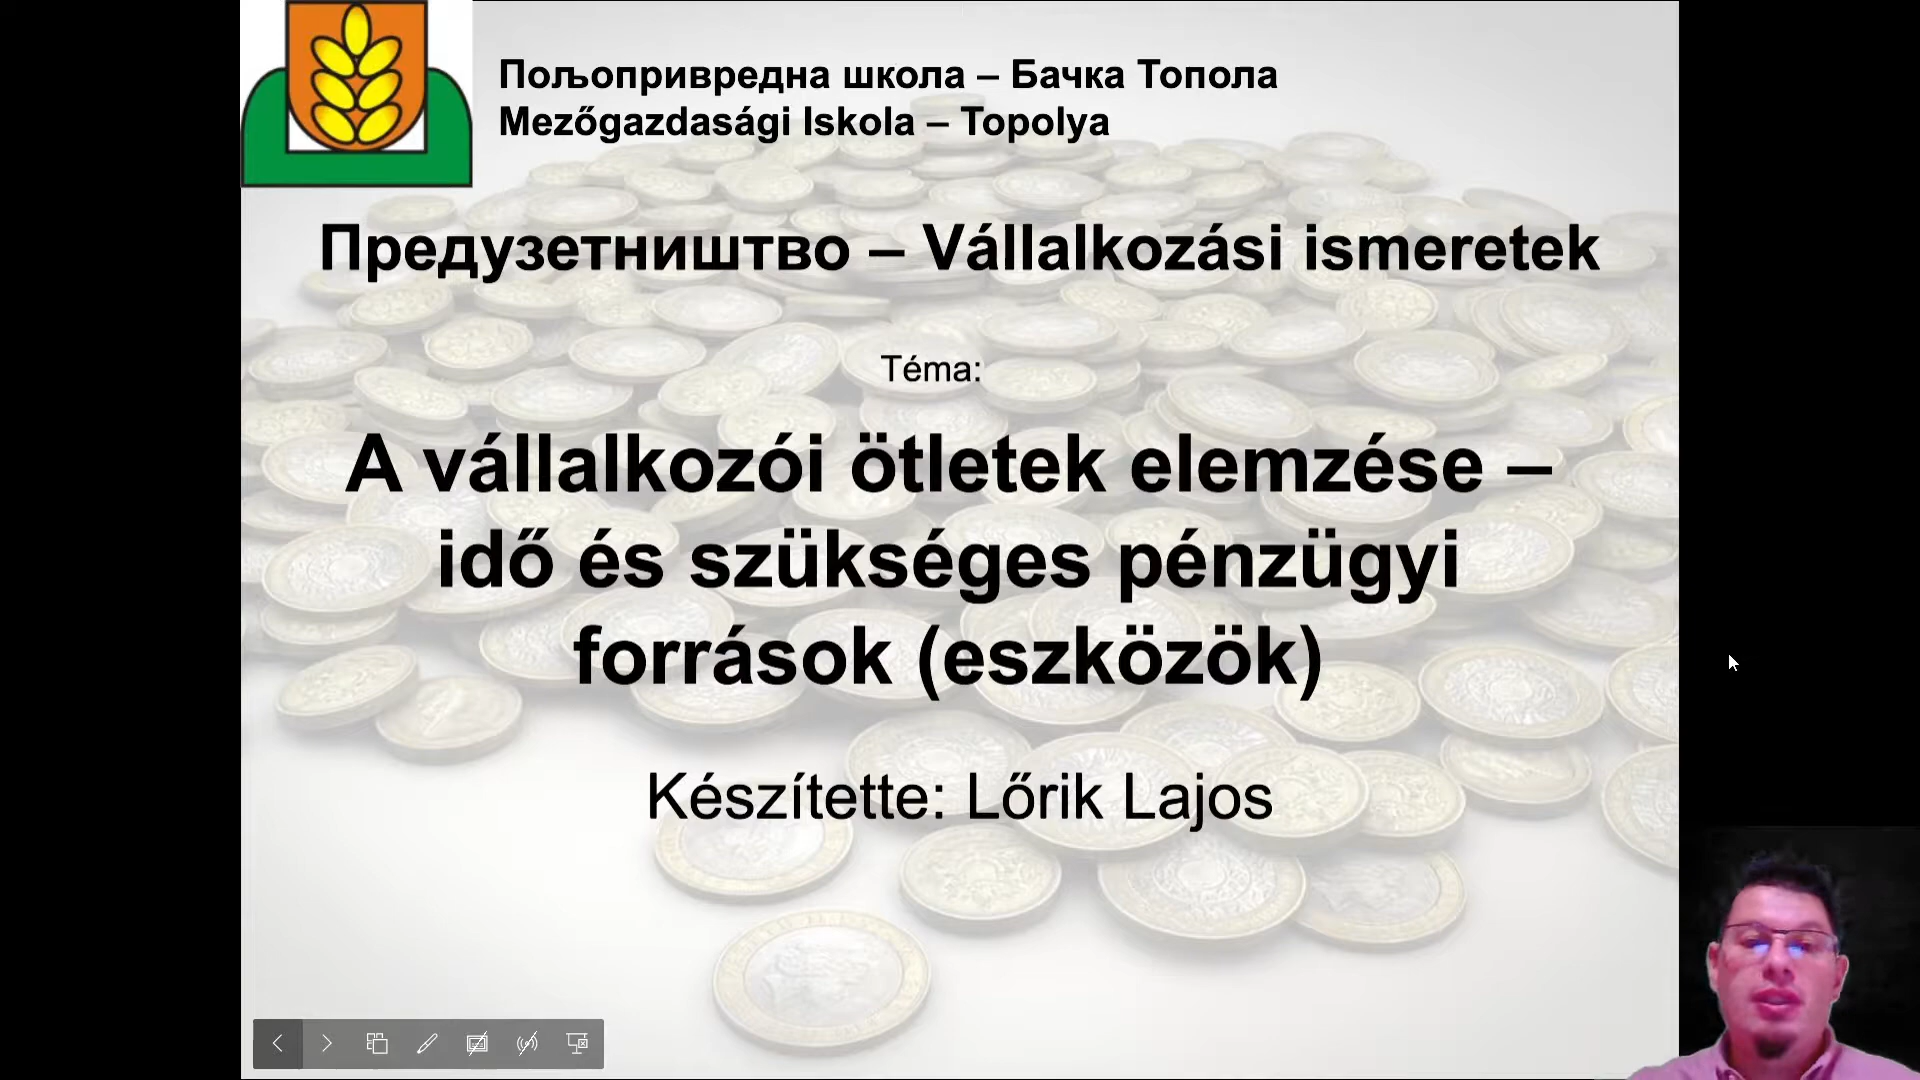 Пољопривредна школа – Бачка Топола
Mezőgazdasági Iskola – Topolya
Предузетништво – Vállalkozási ismeretek
Téma:
A vállalkozói ötletek elemzése –
idő és szükséges pénzügyi
források (eszközök)
Készítette: Lőrik Lajos